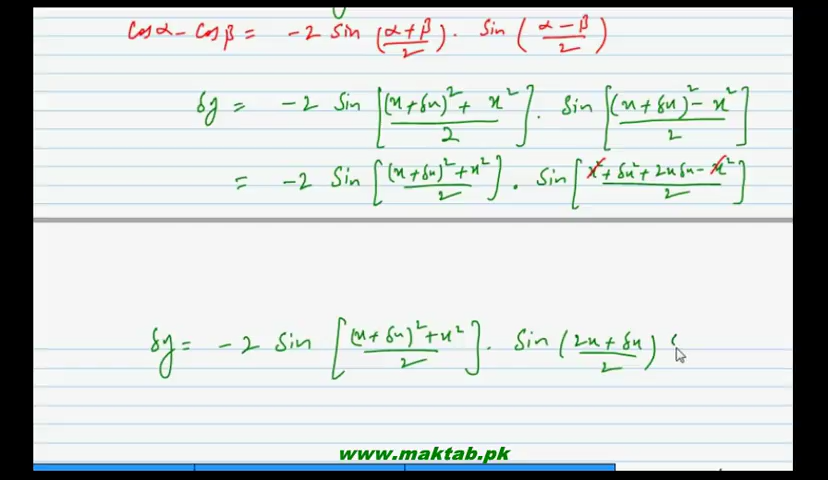 Cosα - Cosβ = -2 Sin (α+β/2) . Sin (α-β/2)
δy = -2 Sin [(x+δx)² + x²/2] . Sin [(x+δx)² - x²/2]
= -2 Sin [(x+δx)²+x²/2] . Sin [x²+δx²+2xδx-x²/2]
δy = -2 Sin [(x+δx)²+x²/2] . Sin (2x+δx/2)
www.maktab.pk